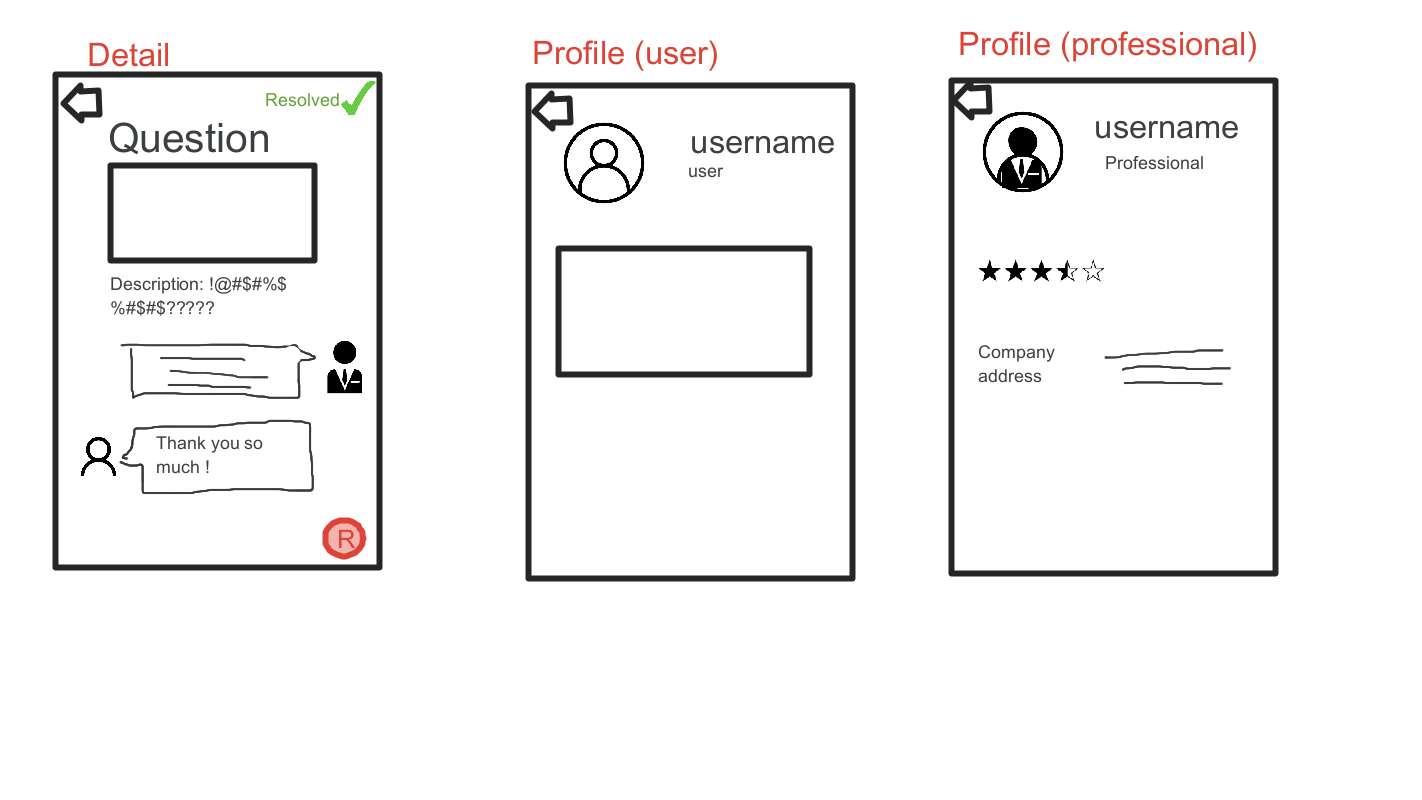 Detail
Resolved
Question
Description: !@#$#%$
%#$#$?????
Thank you so
much !
R
Profile (user)
username
user
Profile (professional)
username
Professional
Company
address